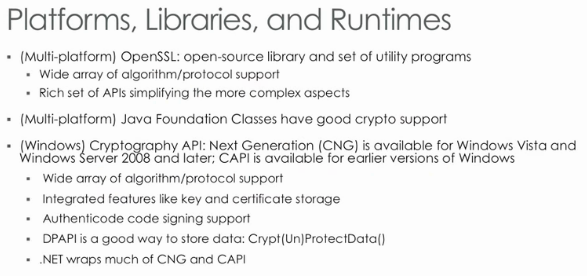 Platforms, Libraries, and Runtimes
▪ (Multi-platform) OpenSSL: open-source library and set of utility programs
▪ Wide array of algorithm/protocol support
▪ Rich set of APIs simplifying the more complex aspects
▪ (Multi-platform) Java Foundation Classes have good crypto support
▪ (Windows) Cryptography API: Next Generation (CNG) is available for Windows Vista and
Windows Server 2008 and later; CAPI is available for earlier versions of Windows
▪ Wide array of algorithm/protocol support
▪ Integrated features like key and certificate storage
▪ Authenticode code signing support
▪ DPAPI is a good way to store data: Crypt(Un)ProtectData()
▪ .NET wraps much of CNG and CAPI